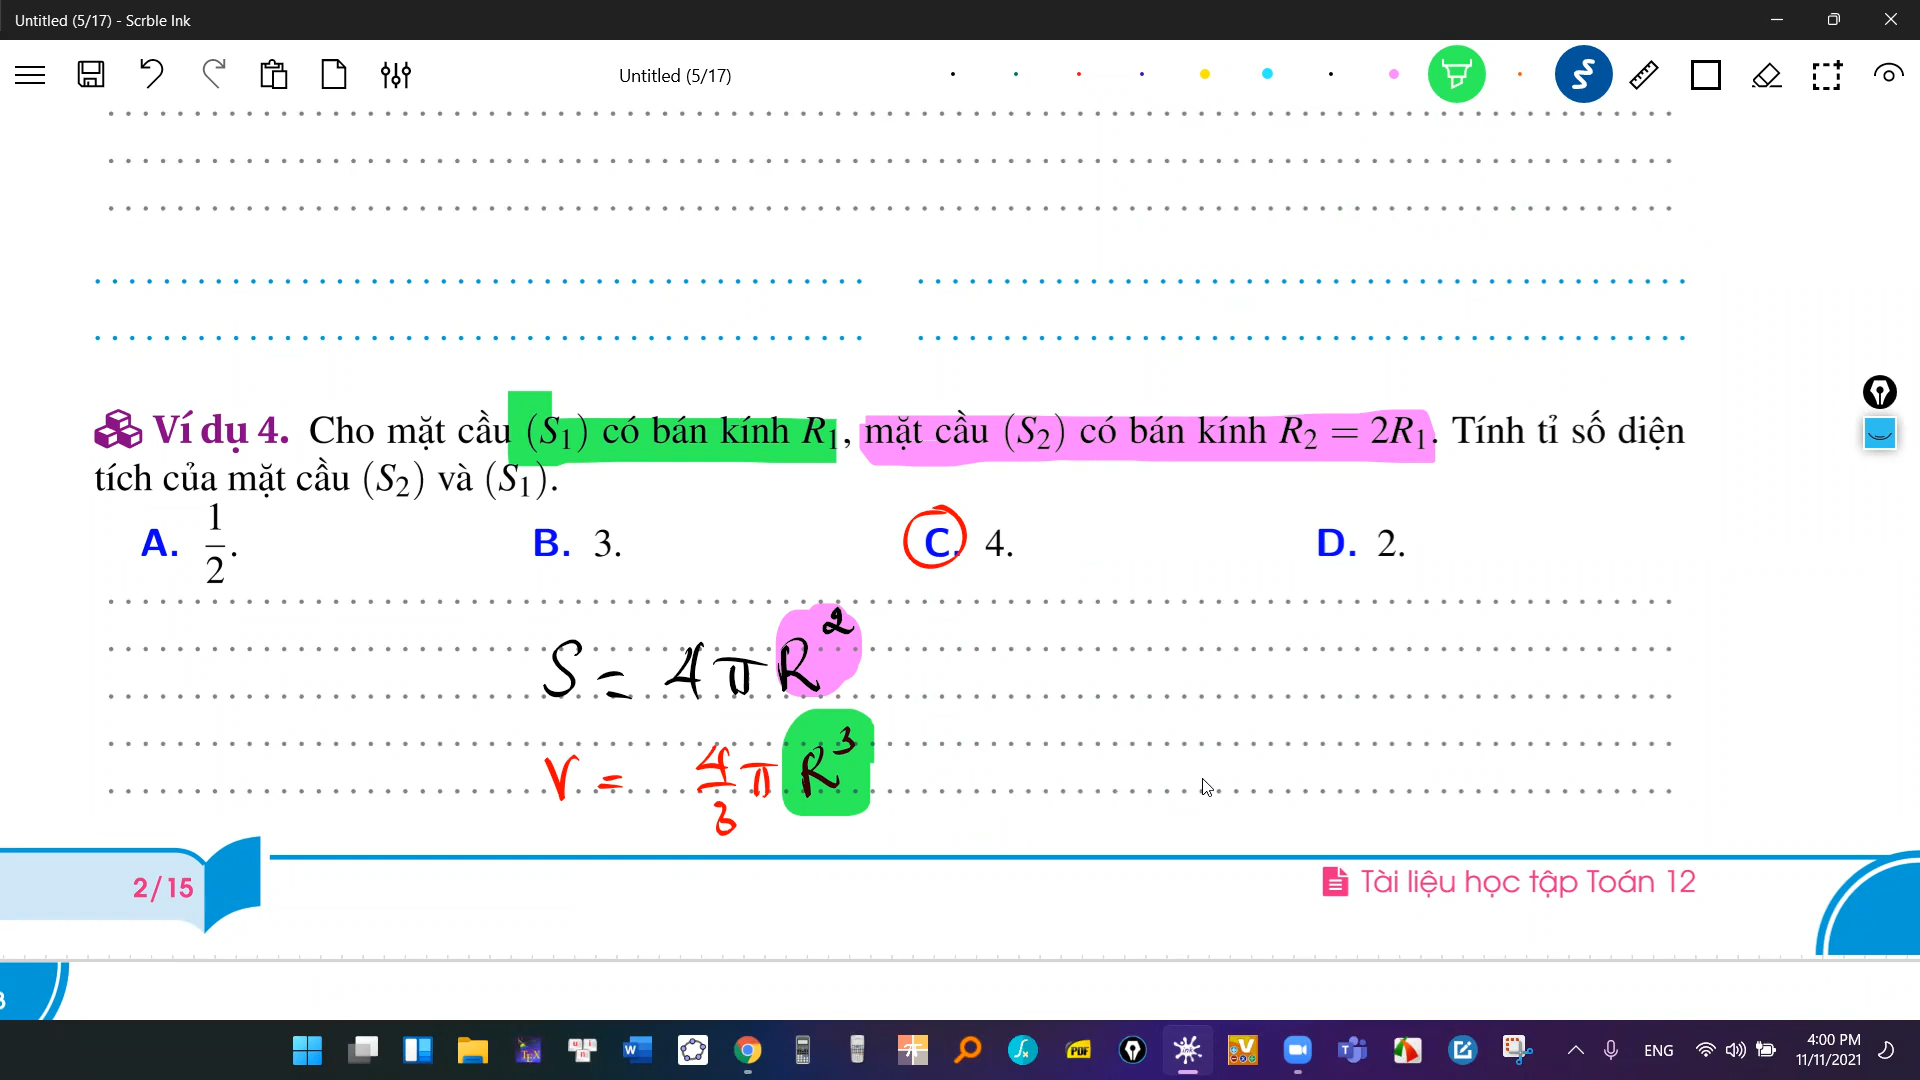 Untitled (5/17) - Scrble Ink
Untitled (5/17)
Ví dụ 4. Cho mặt cầu (S₁) có bán kính R₁, mặt cầu (S₂) có bán kính R₂ = 2R₁. Tính tỉ số diện
tích của mặt cầu (S₂) và (S₁).
A. 1/2. B. 3. C. 4. D. 2.
S = 4πR²
V = 4/3 πR³
2/15
Tài liệu học tập Toán 12
ENG
4:00 PM
11/11/2021